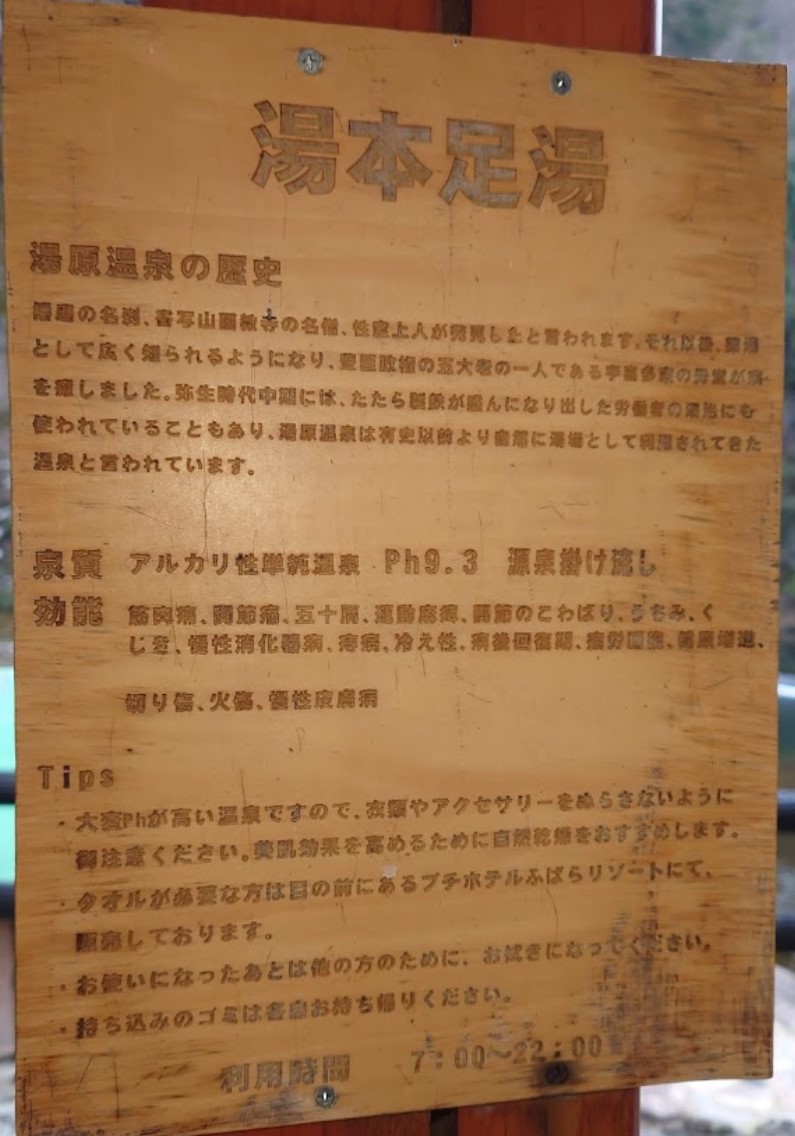 湯本足湯
湯原温泉の歴史
播磨の名刹、書写山圓教寺の名僧、性空上人が発見したと言われます。それ以後、湯場
として広く知られるようになり、豊臣政権の五大老の一人である宇喜多家の
を癒しました。弥生時代中期には、たたら製鉄が盛んになり出した労働者の湯治にも
使われていることもあり、湯原温泉は有史以前より自然に湯場として利用されてきた
温泉と言われています。
泉質 アルカリ性単純温泉 Ph9.3 源泉掛け流し
効能 筋肉痛、関節痛、五十肩、運動麻痺、関節のこわばり、うちみ、く
じき、慢性消化器病、痔病、冷え性、病後回復期、疲労回復、健康増進、
切り傷、火傷、慢性皮膚病
Tips
・大変Phが高い温泉ですので、衣類やアクセサリーをぬらさないように
御注意ください。美肌効果を高めるために自然乾燥をおすすめします。
・タオルが必要な方は目の前にあるプチホテルゆばらリゾートにて、
販売しております。
・お使いになったあとは他の方のために、お拭きになってください。
・持ち込みのゴミは各自お持ち帰りください。
利用時間 7:00〜22:00